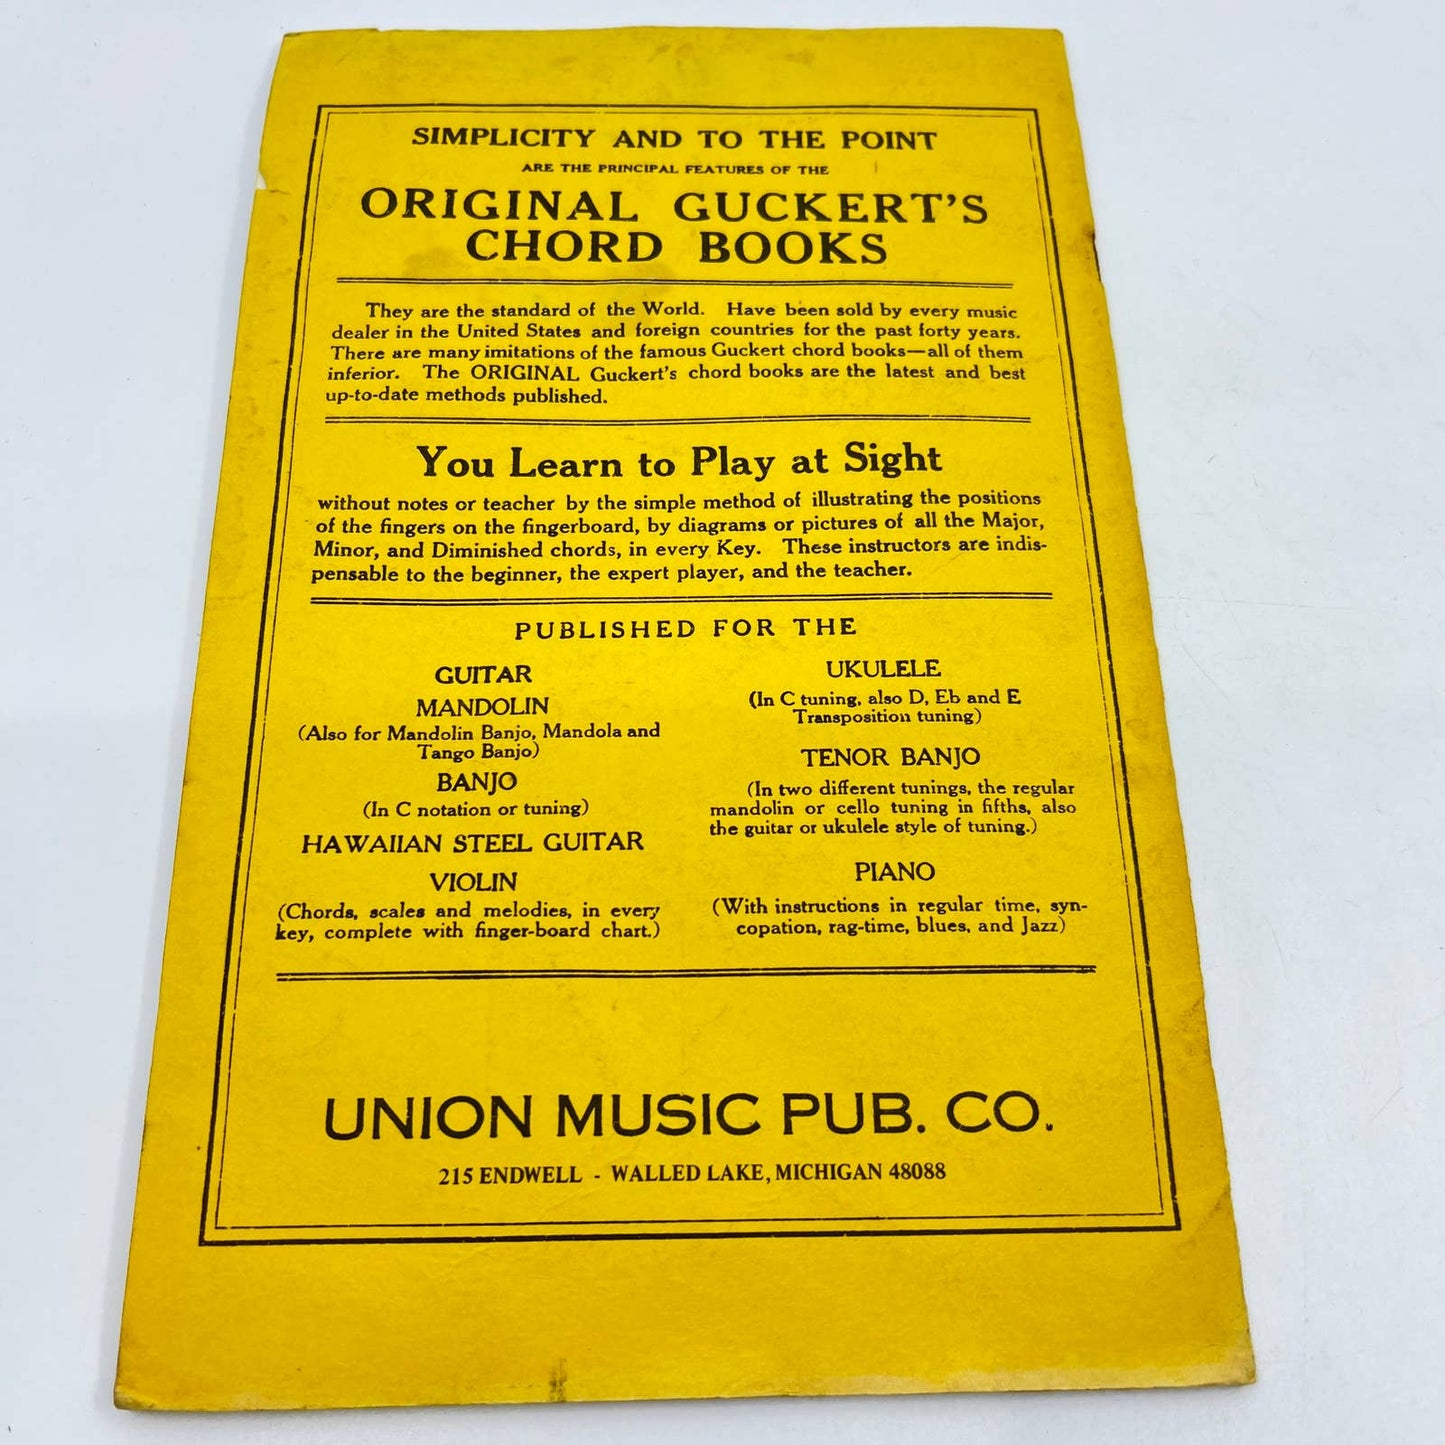 SIMPLICITY AND TO THE POINT
ARE THE PRINCIPAL FEATURES OF THE
ORIGINAL GUCKERT'S
CHORD BOOKS
They are the standard of the World. Have been sold by every music
dealer in the United States and foreign countries for the past forty years.
There are many imitations of the famous Guckert chord books—all of them
inferior. The ORIGINAL Guckert's chord books are the latest and best
up-to-date methods published.
You Learn to Play at Sight
without notes or teacher by the simple method of illustrating the positions
of the fingers on the fingerboard, by diagrams or pictures of all the Major,
Minor, and Diminished chords, in every Key. These instructors are indis-
pensable to the beginner, the expert player, and the teacher.
PUBLISHED FOR THE
GUITAR
MANDOLIN
(Also for Mandolin Banjo, Mandola and
Tango Banjo)
BANJO
(In C notation or tuning)
HAWAIIAN STEEL GUITAR
VIOLIN
(Chords, scales and melodies, in every
key, complete with finger-board chart.)
UKULELE
(In C tuning, also D, Eb and E
Transposition tuning)
TENOR BANJO
(In two different tunings, the regular
mandolin or cello tuning in fifths, also
the guitar or ukulele style of tuning.)
PIANO
(With instructions in regular time, syn-
copation, rag-time, blues, and Jazz)
UNION MUSIC PUB. CO.
215 ENDWELL - WALLED LAKE, MICHIGAN 48088